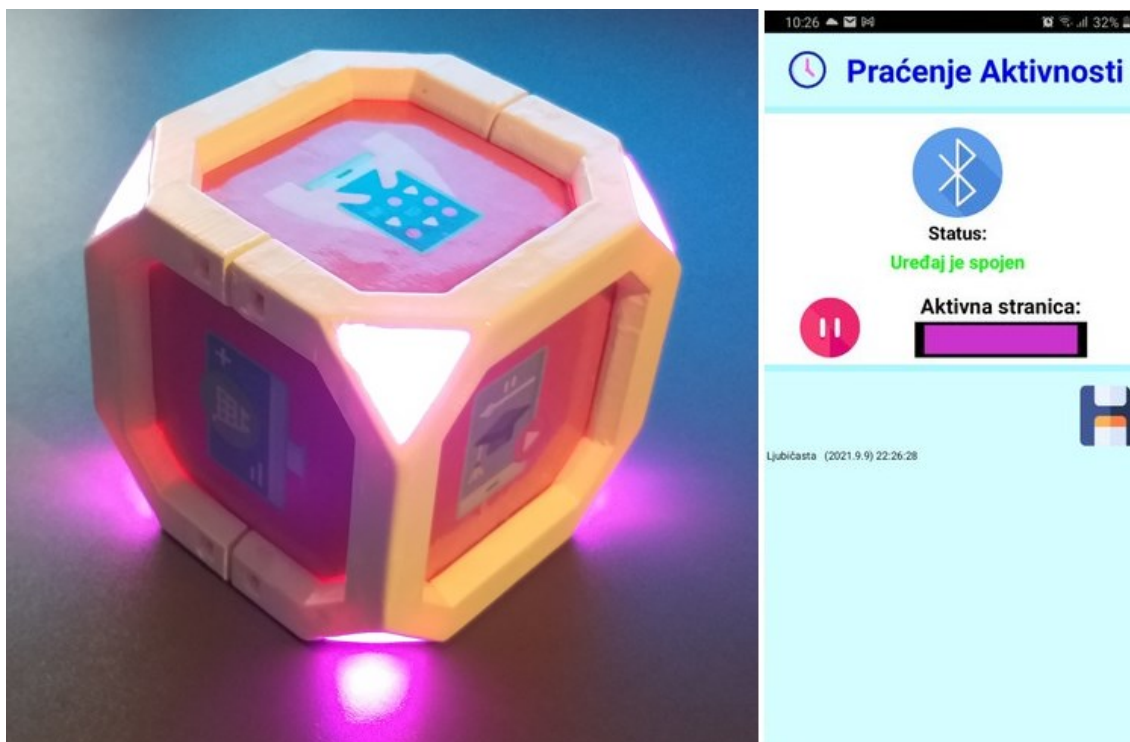 10:26
32%
Praćenje Aktivnosti
Status:
Uređaj je spojen
Aktivna stranica:
Ljubičasta (2021.9.9) 22:26:28